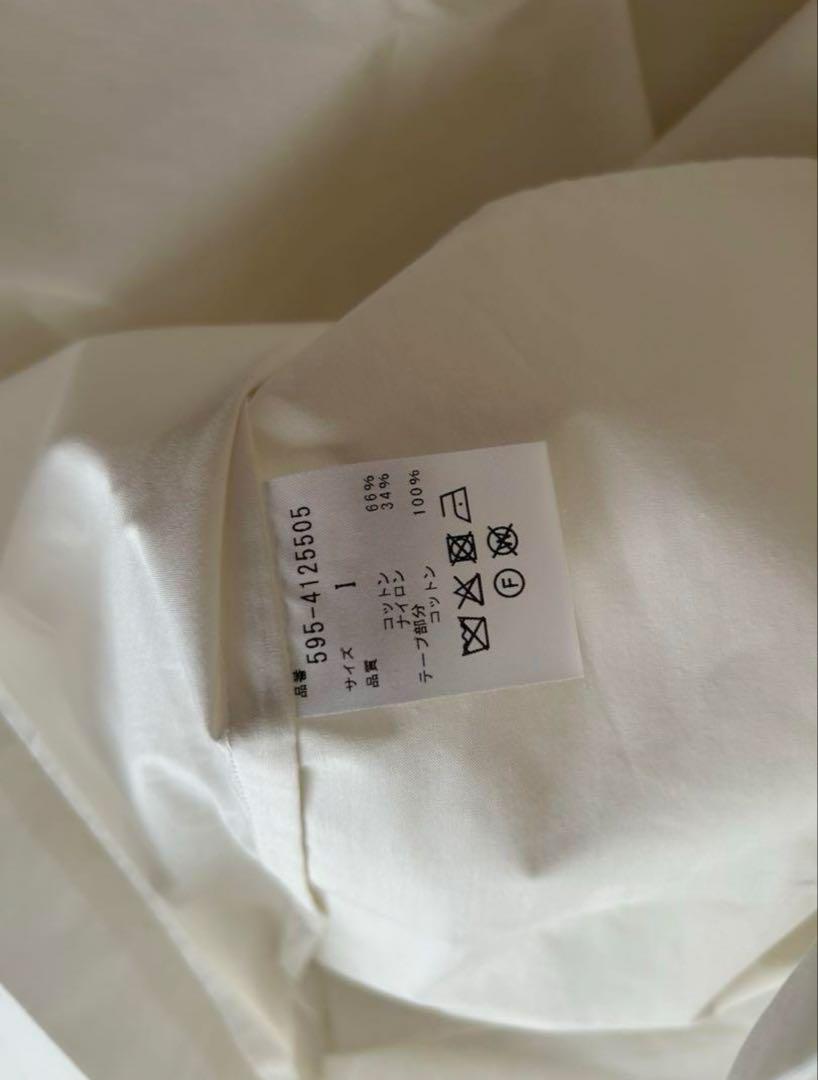 品番
595-4125505
サイズ I
品質 コットン 66%
ナイロン 34%
テープ部分
コットン 100%
F W